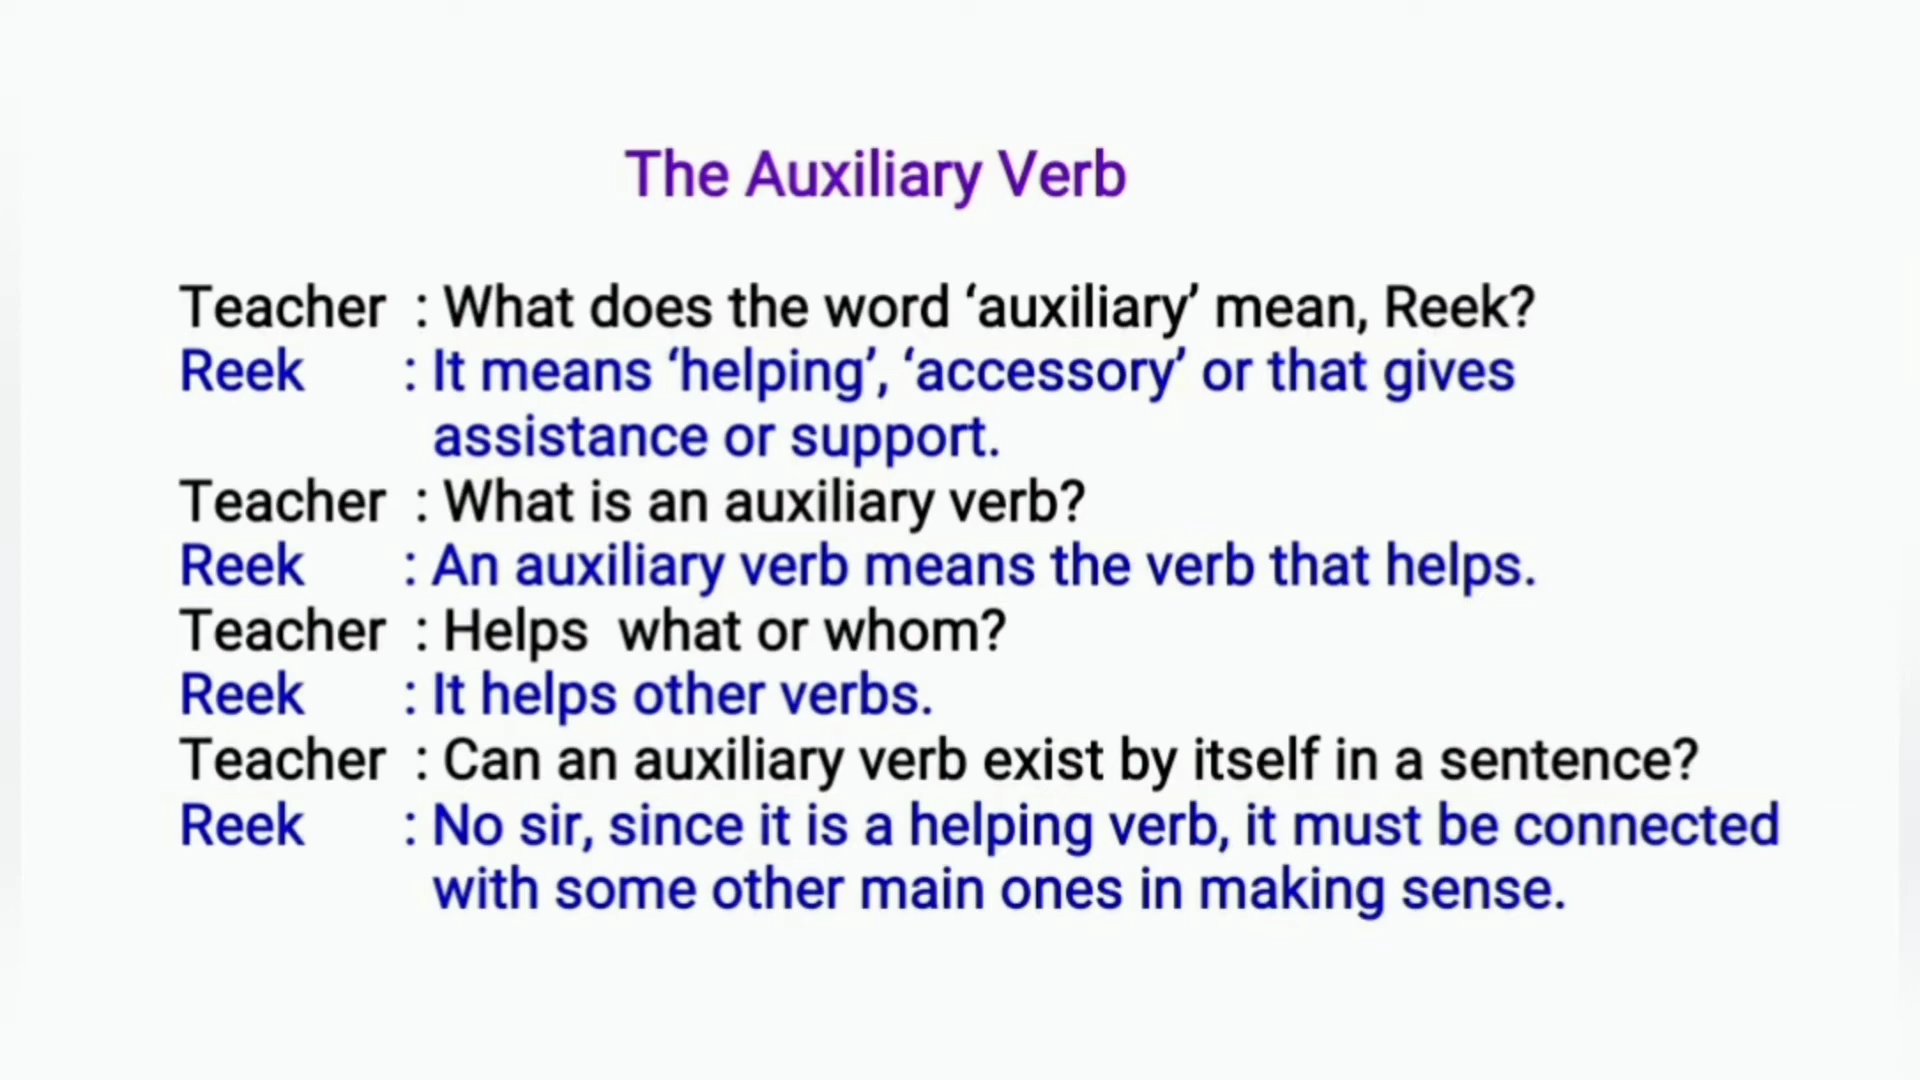 The Auxiliary Verb
Teacher : What does the word ‘auxiliary’ mean, Reek?
Reek : It means ‘helping’, ‘accessory’ or that gives
assistance or support.
Teacher : What is an auxiliary verb?
Reek : An auxiliary verb means the verb that helps.
Teacher : Helps what or whom?
Reek : It helps other verbs.
Teacher : Can an auxiliary verb exist by itself in a sentence?
Reek : No sir, since it is a helping verb, it must be connected
with some other main ones in making sense.